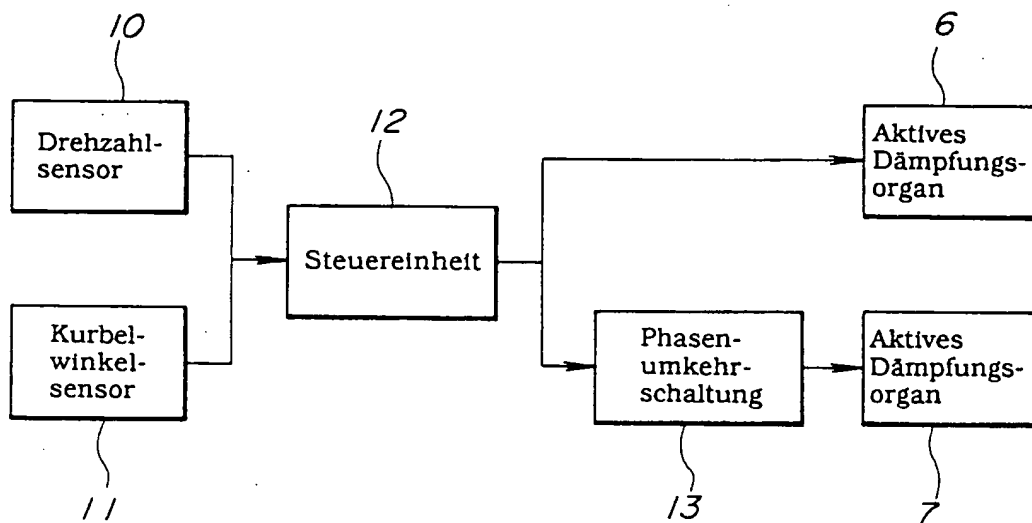 10
6
12
Drehzahl-
sensor
Aktives
Dämpfungs-
organ
Steuereinheit
Kurbel-
winkel-
sensor
Phasen-
umkehr-
schaltung
Aktives
Dämpfungs-
organ
11
13
7